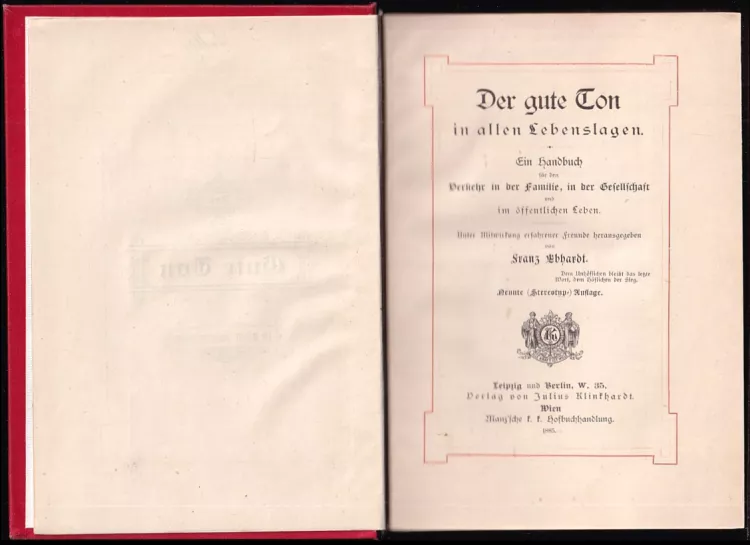 Der gute Ton
in allen Lebenslagen.
Ein Handbuch
für den
Verkehr in der Familie, in der Gesellschaft
und
im öffentlichen Leben.
Unter Mitwirkung erfahrener Freunde herausgegeben
von
Franz Ebhardt.
Dem Unhöflichen bleibt das letzte
Wort, dem Höflichen der Sieg.
Neunte (Stereotyp-) Auflage.
Leipzig und Berlin. W. 35.
Verlag von Julius Klinkhardt.
Wien
Manz'sche k. k. Hofbuchhandlung.